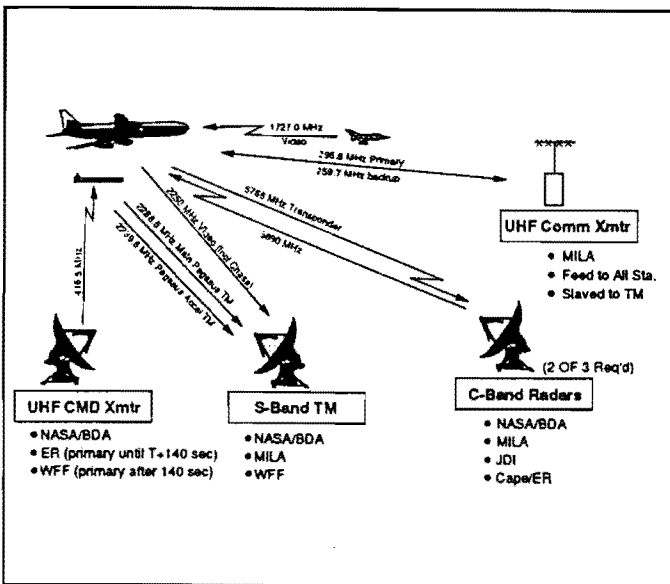 1727.0 MHz
Video
296.8 MHz Primary
259.7 MHz backup
5765 MHz Transponder
5690 MHz
2250 MHz Video (Incl Chase)
2288.5 MHz Main Pegasus TM
2239.5 MHz Pegasus Accel TM
416.5 MHz
UHF Comm Xmtr
• MILA
• Feed to All Sta.
• Slaved to TM
(2 OF 3 Req'd)
UHF CMD Xmtr
• NASA/BDA
• ER (primary until T+140 sec)
• WFF (primary after 140 sec)
S-Band TM
• NASA/BDA
• MILA
• WFF
C-Band Radars
• NASA/BDA
• MILA
• JDI
• Cape/ER